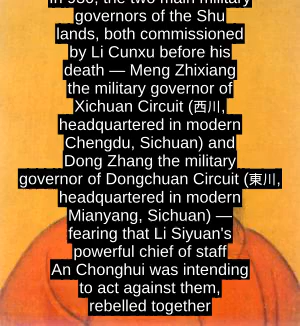 the two main military
governors of the Shu
lands, both commissioned
by Li Cunxu before his
death — Meng Zhixiang
the military governor of
Xichuan Circuit (西川,
headquartered in modern
Chengdu, Sichuan) and
Dong Zhang the military
governor of Dongchuan Circuit (東川,
headquartered in modern
Mianyang, Sichuan) —
fearing that Li Siyuan's
powerful chief of staff
An Chonghui was intending
to act against them,
rebelled together